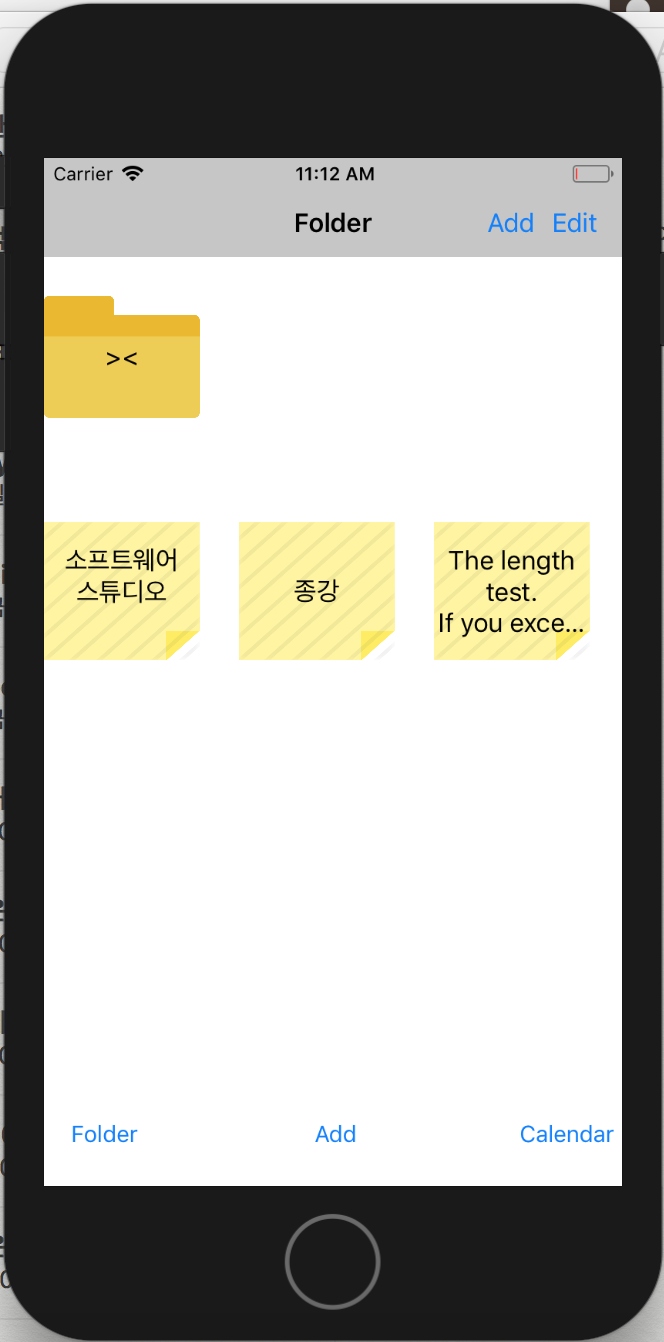 Carrier 11:12 AM
Folder Add Edit
><
소프트웨어
스튜디오
종강
The length
test.
If you exce...
Folder Add Calendar